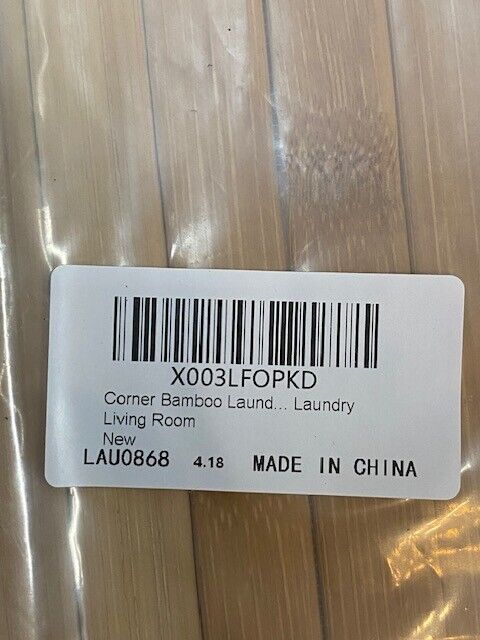 X003LFOPKD
Corner Bamboo Laund... Laundry
Living Room
New
LAU0868 4.18 MADE IN CHINA